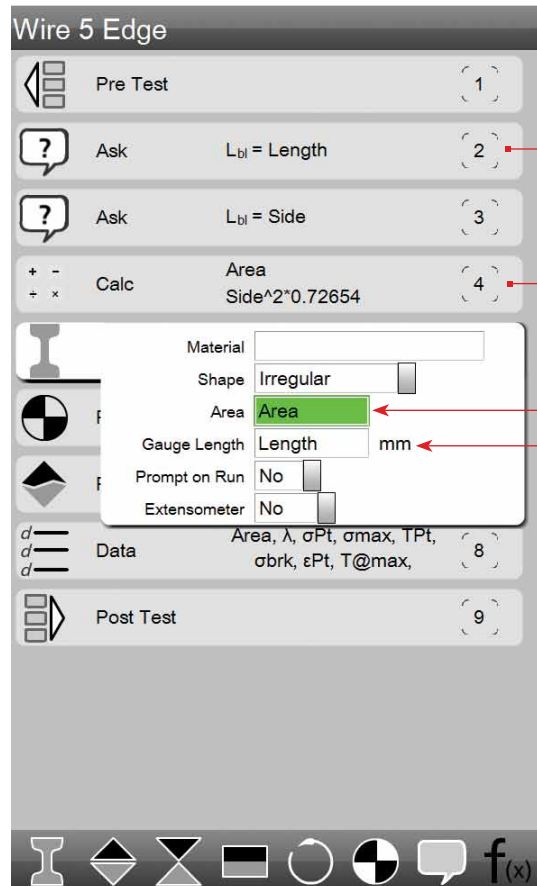 Wire 5 Edge
Pre Test 1
? Ask Lbl = Length 2
? Ask Lbl = Side 3
+ - ÷ × Calc Area 4
Side^2*0.72654
Material
Shape Irregular
Area Area
Gauge Length Length mm
Prompt on Run No
Extensometer No
d
d
d
Data Area, λ, σPt, σmax, TPt, 8
σbrk, εPt, T@max,
Post Test 9
f(x)